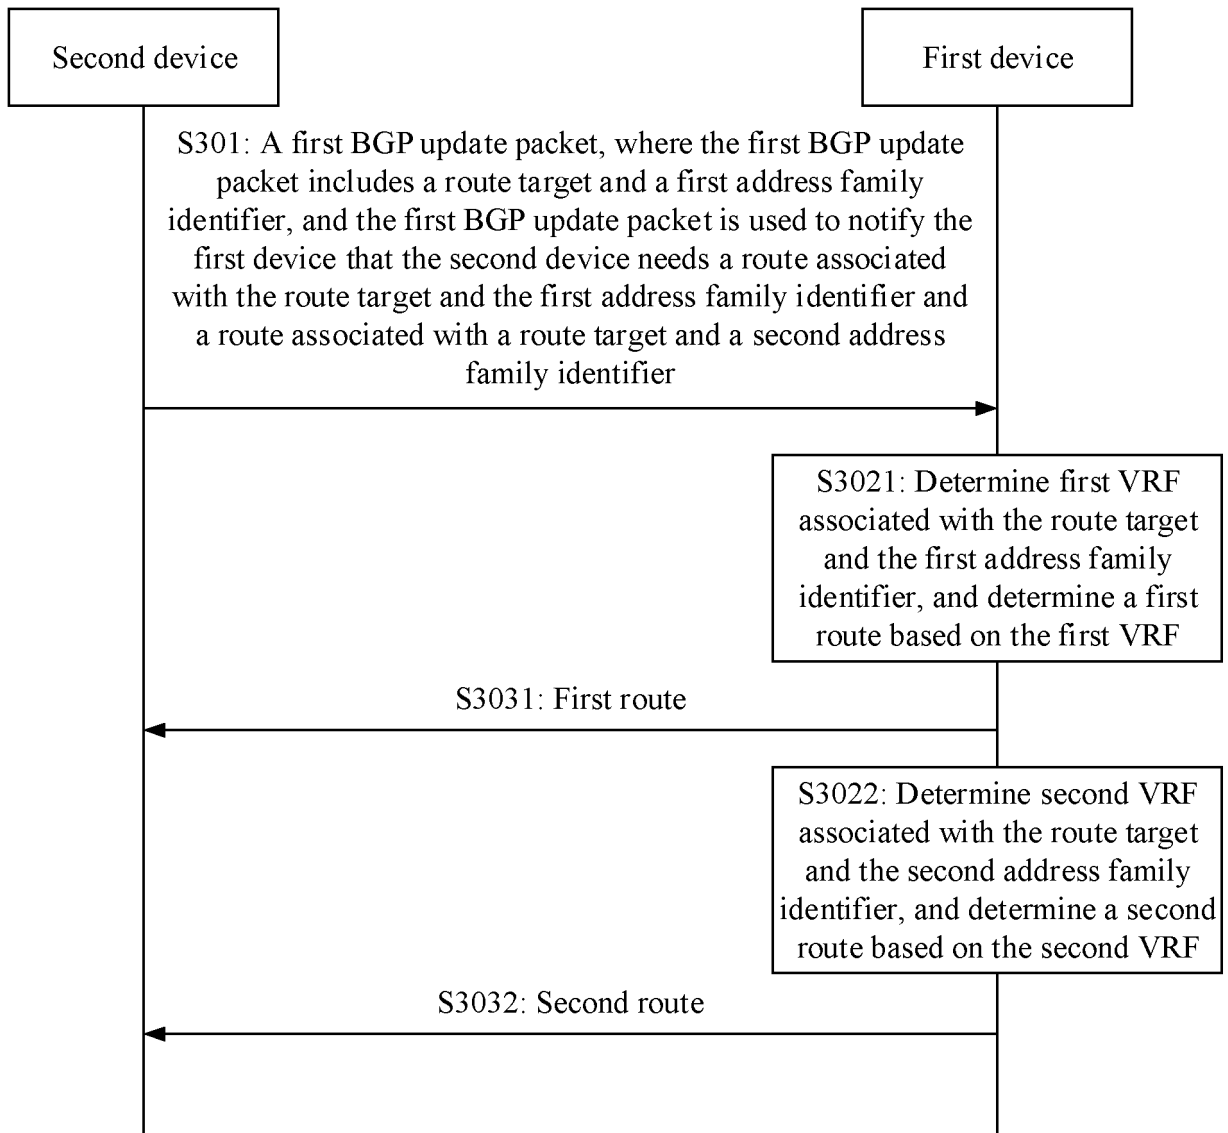 Second device
First device
S301: A first BGP update packet, where the first BGP update
packet includes a route target and a first address family
identifier, and the first BGP update packet is used to notify the
first device that the second device needs a route associated
with the route target and the first address family identifier and
a route associated with a route target and a second address
family identifier
S3021: Determine first VRF
associated with the route target
and the first address family
identifier, and determine a first
route based on the first VRF
S3031: First route
S3022: Determine second VRF
associated with the route target
and the second address family
identifier, and determine a second
route based on the second VRF
S3032: Second route